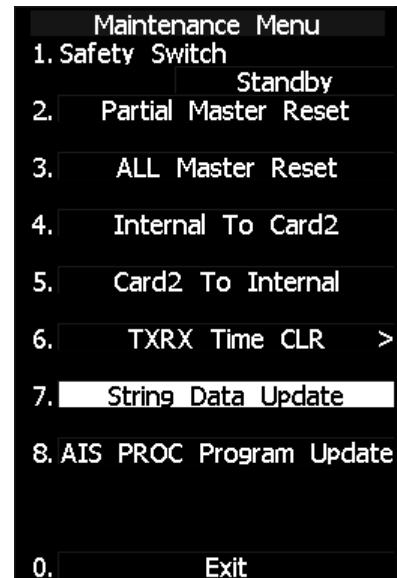 Maintenance Menu
1. Safety Switch
Standby
2. Partial Master Reset
3. ALL Master Reset
4. Internal To Card2
5. Card2 To Internal
6. TXRX Time CLR >
7. String Data Update
8. AIS PROC Program Update
0. Exit